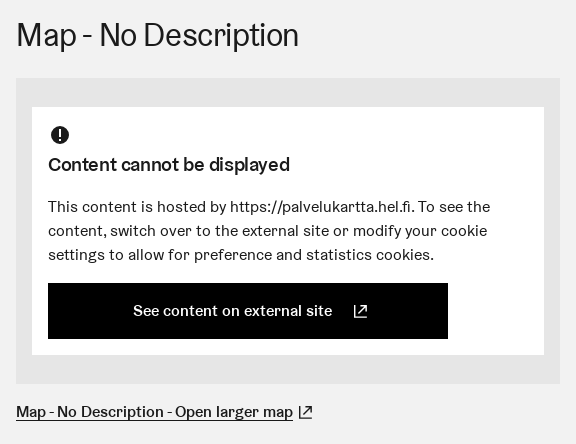 Map - No Description
Content cannot be displayed
This content is hosted by https://palvelukartta.hel.fi. To see the
content, switch over to the external site or modify your cookie
settings to allow for preference and statistics cookies.
See content on external site
Map - No Description - Open larger map